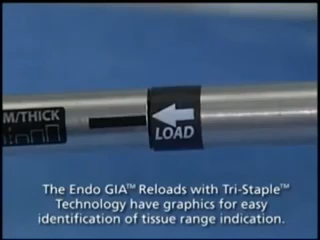 M/THICK
LOAD
The Endo GIA™ Reloads with Tri-Staple™
Technology have graphics for easy
identification of tissue range indication.